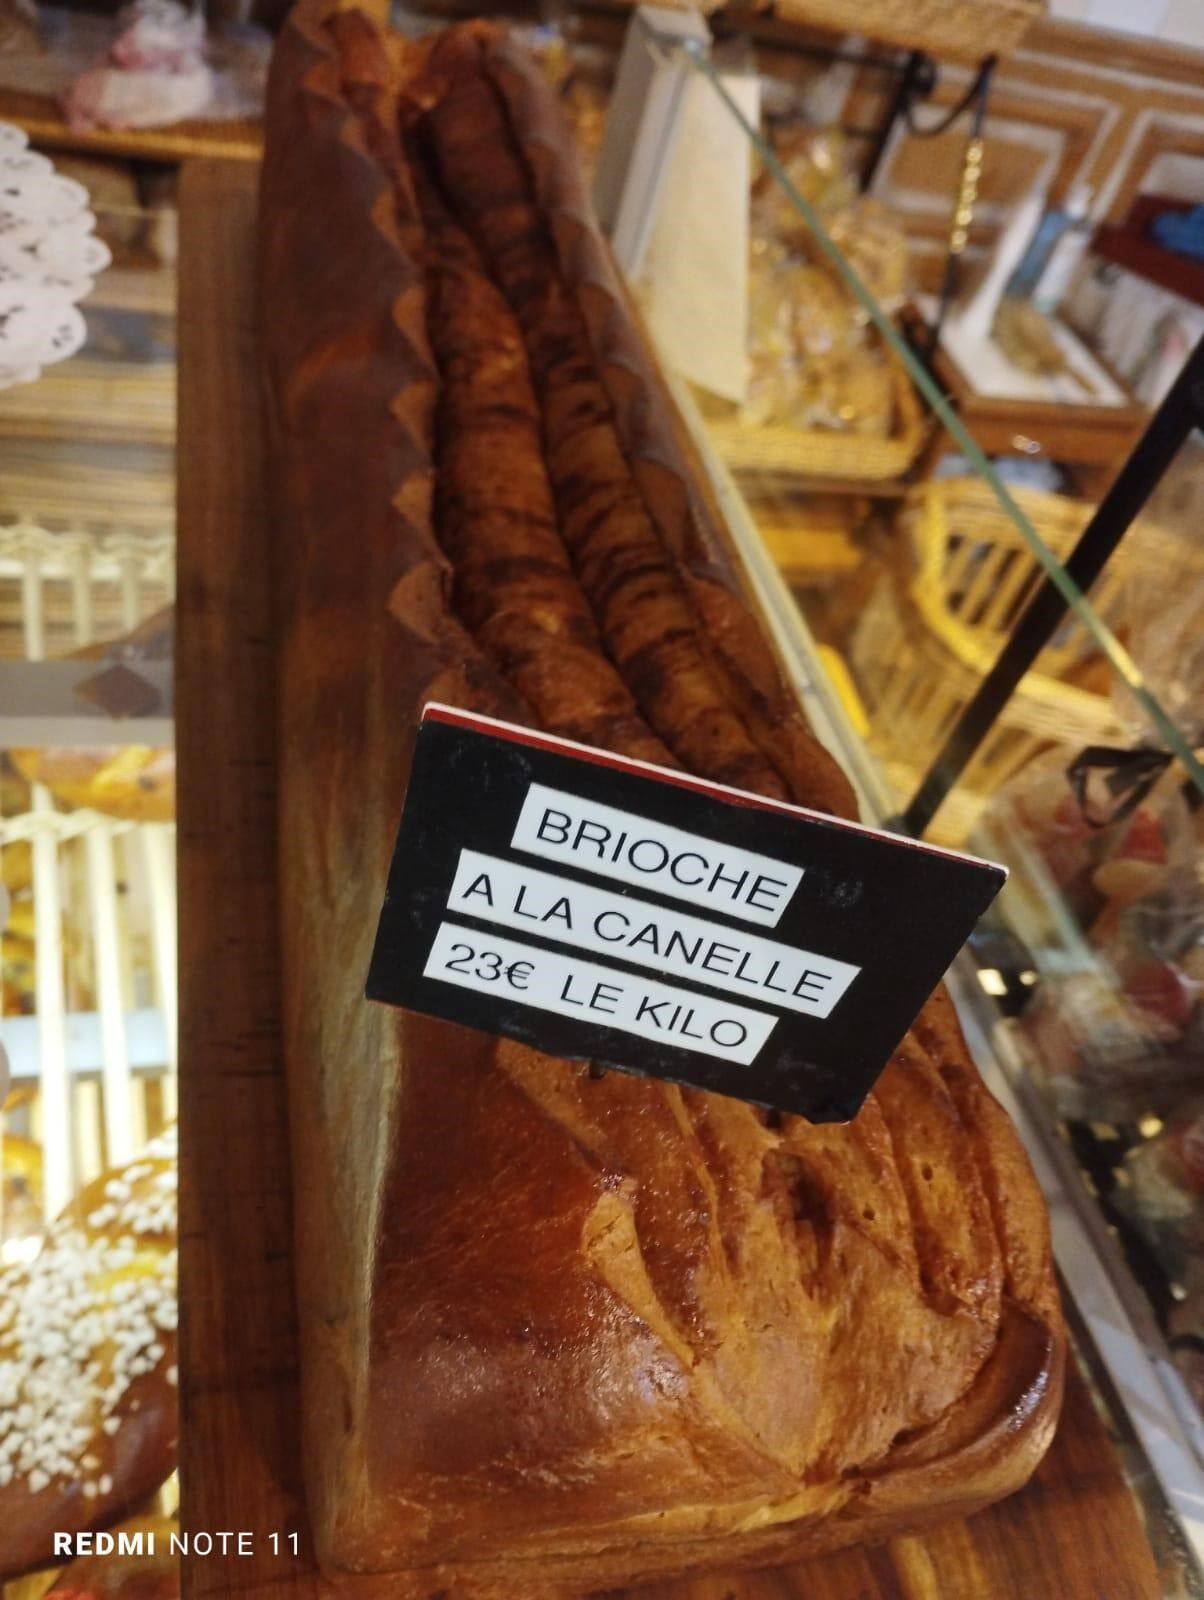 BRIOCHE
A LA CANELLE
23€ LE KILO
REDMI NOTE 11